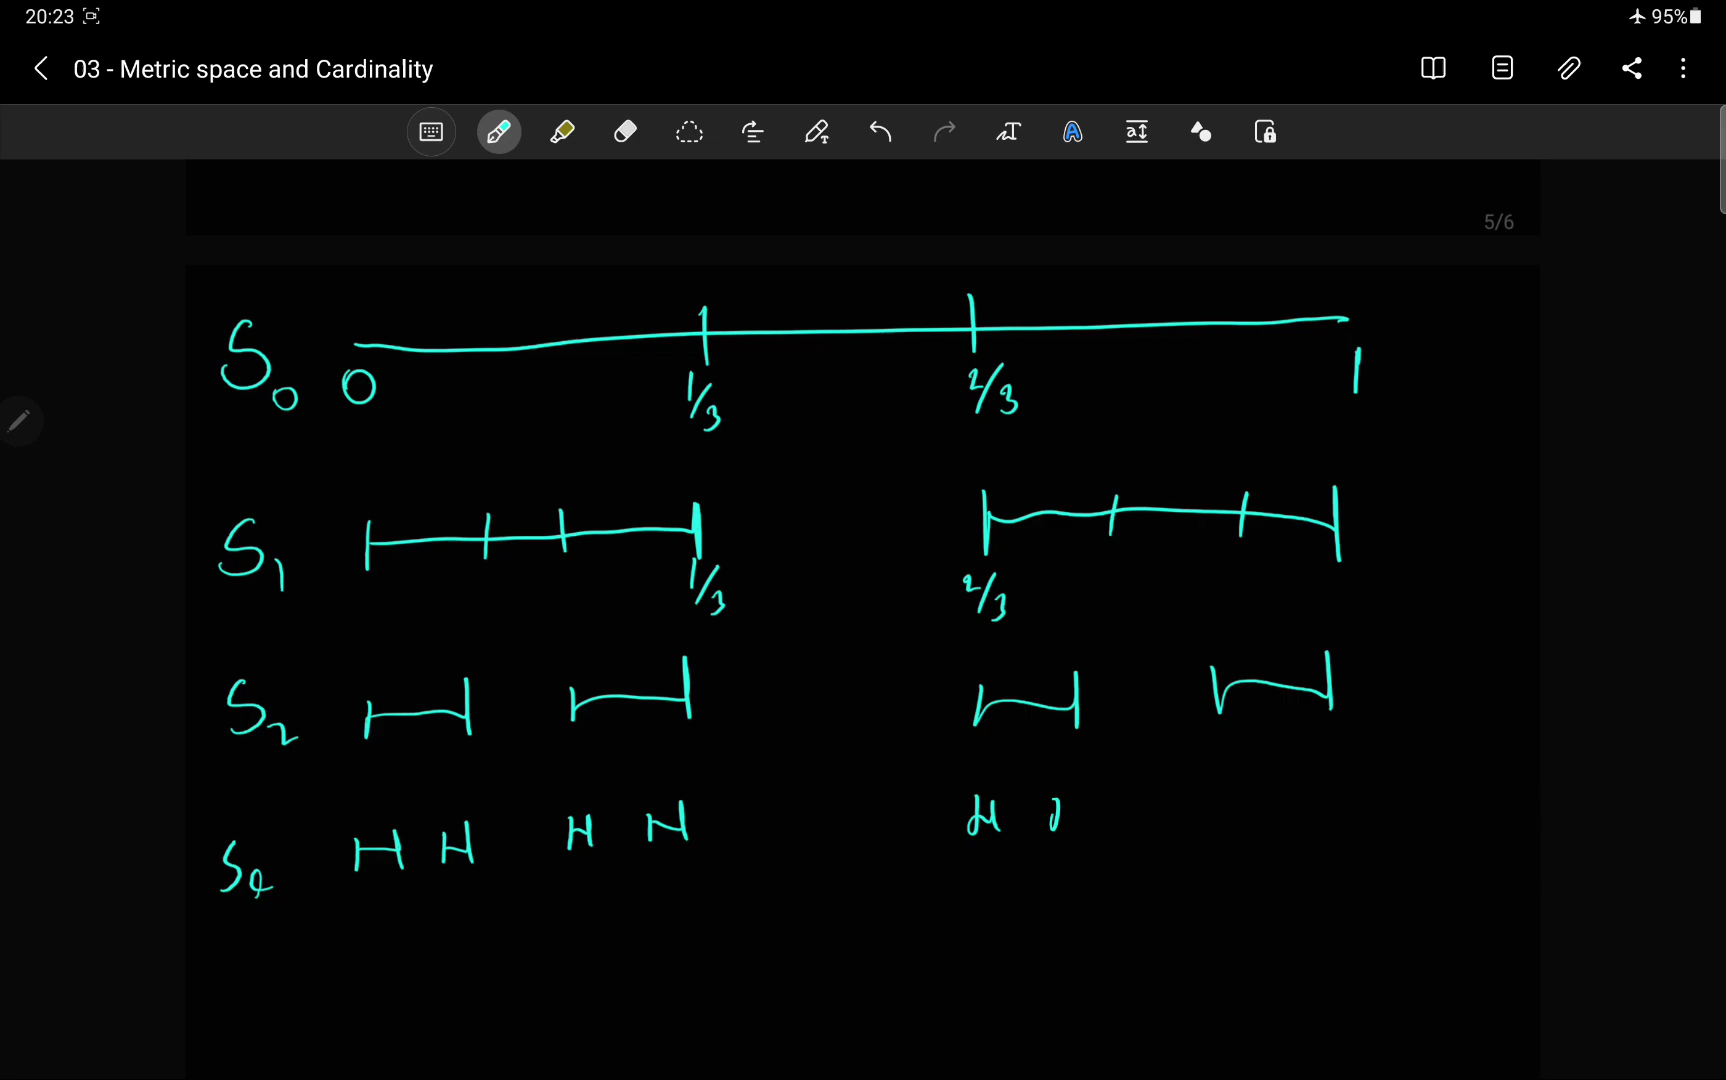 20:23 95%
03 - Metric space and Cardinality
5/6
S₀ 0 1/3 2/3 1
S₁ 1/3 2/3
S₂
S₄